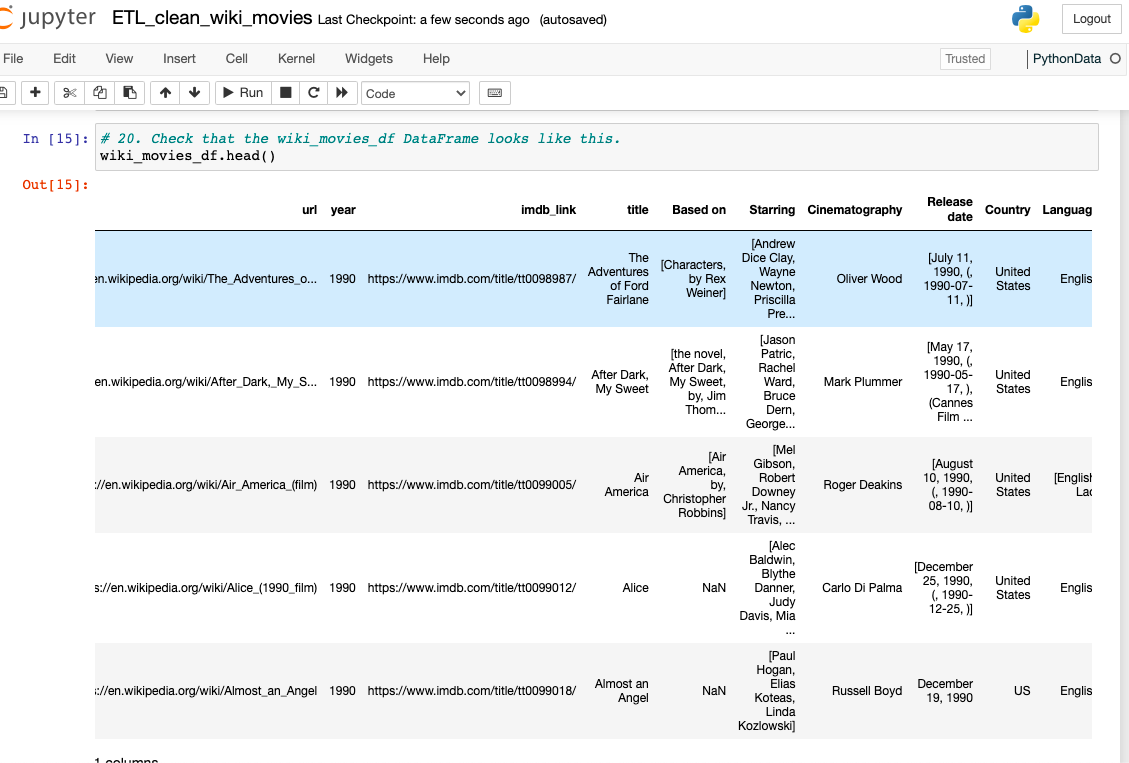 jupyter ETL_clean_wiki_movies Last Checkpoint: a few seconds ago (autosaved)
Logout
File Edit View Insert Cell Kernel Widgets Help
Trusted
PythonData
Run
Code
In [15]:
# 20. Check that the wiki_movies_df DataFrame looks like this.
wiki_movies_df.head()
Out[15]:
url year imdb_link title Based on Starring Cinematography Release date Country Languag
en.wikipedia.org/wiki/The_Adventures_o... 1990 https://www.imdb.com/title/tt0098987/
The
Adventures
of Ford
Fairlane
[Characters,
by Rex
Weiner]
[Andrew
Dice Clay,
Wayne
Newton,
Priscilla
Pre...
Oliver Wood
[July 11,
1990, (,
1990-07-
11, )]
United
States
Englis
en.wikipedia.org/wiki/After_Dark,_My_S... 1990 https://www.imdb.com/title/tt0098994/
After Dark,
My Sweet
[the novel,
After Dark,
My Sweet,
by, Jim
Thom...
[Jason
Patric,
Rachel
Ward,
Bruce
Dern,
George...
Mark Plummer
[May 17,
1990, (,
1990-05-
17, ),
(Cannes
Film ...
United
States
Englis
://en.wikipedia.org/wiki/Air_America_(film) 1990 https://www.imdb.com/title/tt0099005/
Air
America
[Air
America,
by,
Christopher
Robbins]
[Mel
Gibson,
Robert
Downey
Jr., Nancy
Travis, ...
Roger Deakins
[August
10, 1990,
(, 1990-
08-10, )]
United
States
[English
Lao
s://en.wikipedia.org/wiki/Alice_(1990_film) 1990 https://www.imdb.com/title/tt0099012/
Alice
NaN
[Alec
Baldwin,
Blythe
Danner,
Judy
Davis, Mia
...
Carlo Di Palma
[December
25, 1990,
(, 1990-
12-25, )]
United
States
Englis
://en.wikipedia.org/wiki/Almost_an_Angel 1990 https://www.imdb.com/title/tt0099018/
Almost an
Angel
NaN
[Paul
Hogan,
Elias
Koteas,
Linda
Kozlowski]
Russell Boyd
December
19, 1990
US
Englis
1 columns